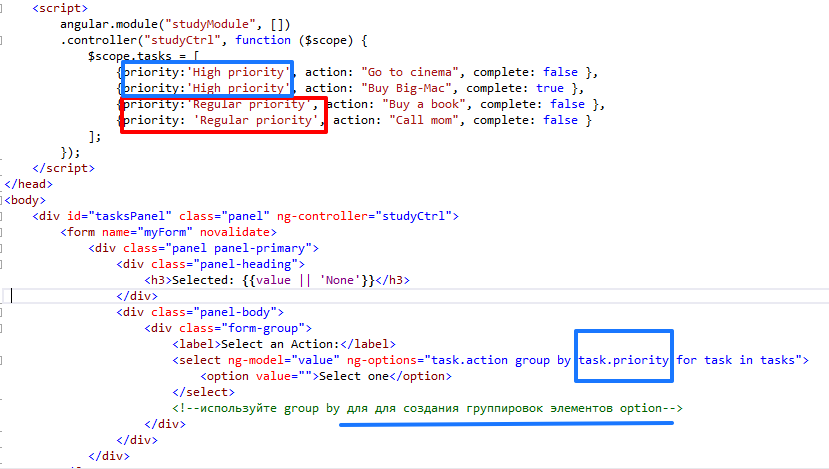 <script>
angular.module("studyModule", [])
.controller("studyCtrl", function ($scope) {
$scope.tasks = [
{priority:'High priority', action: "Go to cinema", complete: false },
{priority:'High priority', action: "Buy Big-Mac", complete: true },
{priority:'Regular priority', action: "Buy a book", complete: false },
{priority: 'Regular priority', action: "Call mom", complete: false }
];
});
</script>
</head>
<body>
<div id="tasksPanel" class="panel" ng-controller="studyCtrl">
<form name="myForm" novalidate>
<div class="panel panel-primary">
<div class="panel-heading">
<h3>Selected: {{value || 'None'}}</h3>
</div>
<div class="panel-body">
<div class="form-group">
<label>Select an Action:</label>
<select ng-model="value" ng-options="task.action group by task.priority for task in tasks">
<option value="">Select one</option>
</select>
<!--используйте group by для для создания группировок элементов option-->
</div>
</div>
</div>